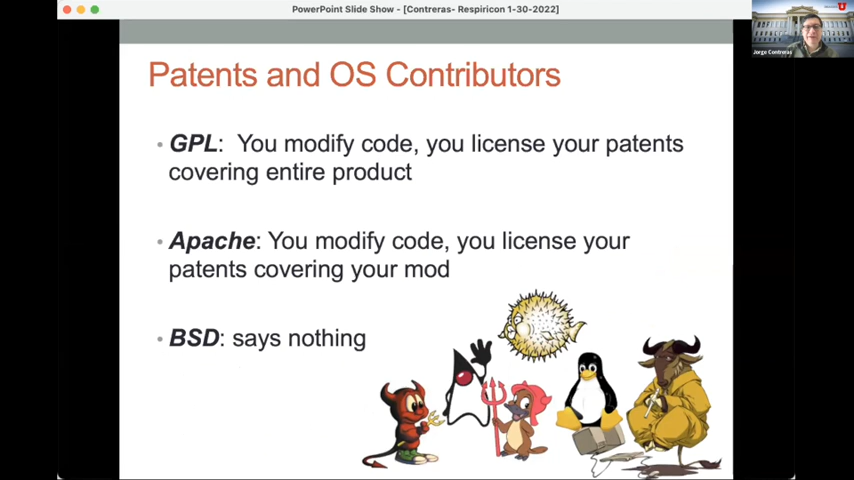 PowerPoint Slide Show - [Contreras- Respiricon 1-30-2022]
Patents and OS Contributors
• GPL: You modify code, you license your patents
covering entire product
• Apache: You modify code, you license your
patents covering your mod
• BSD: says nothing
Jorge Contreras